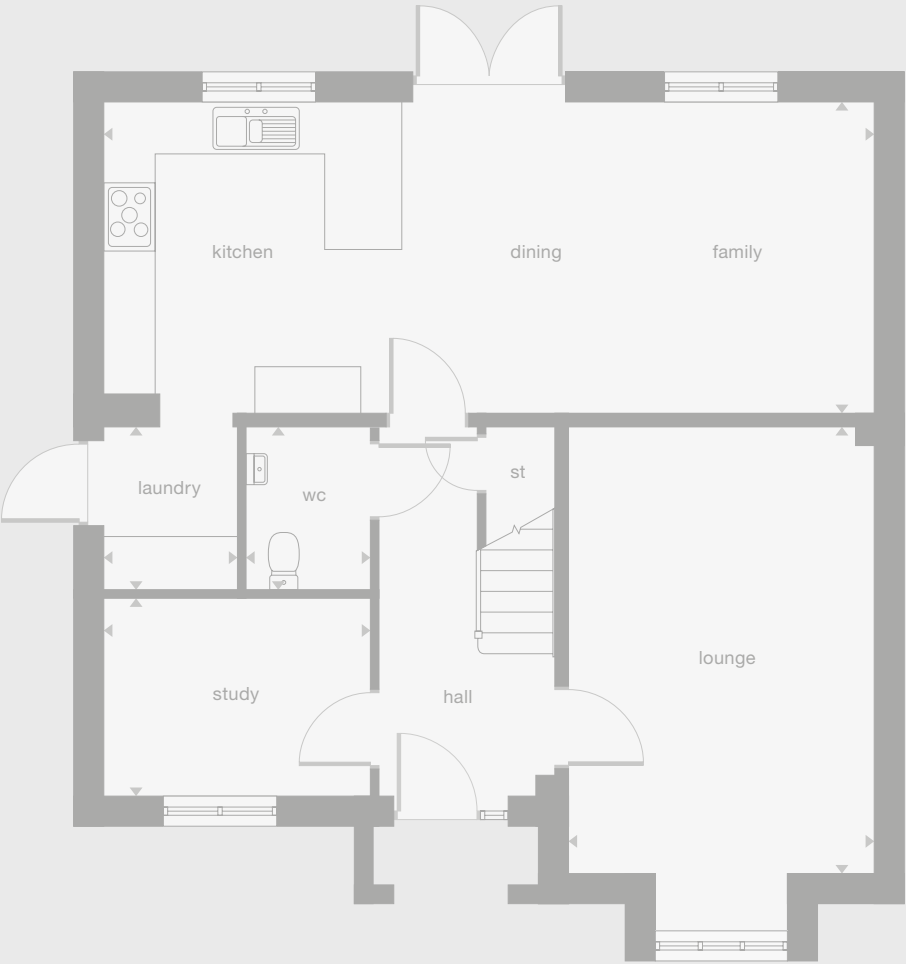 kitchen
dining
family
laundry
wc
st
lounge
study
hall